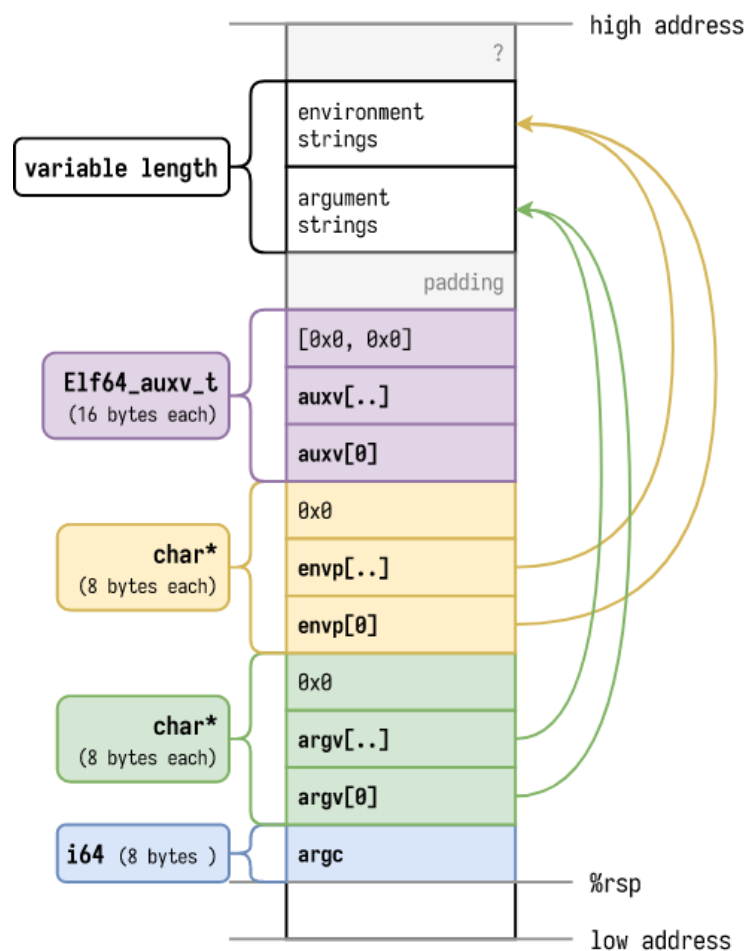 high address
?
environment
strings
variable length
argument
strings
padding
[0x0, 0x0]
Elf64_auxv_t
(16 bytes each)
auxv[..]
auxv[0]
0x0
char*
(8 bytes each)
envp[..]
envp[0]
0x0
char*
(8 bytes each)
argv[..]
argv[0]
i64 (8 bytes )
argc
%rsp
low address